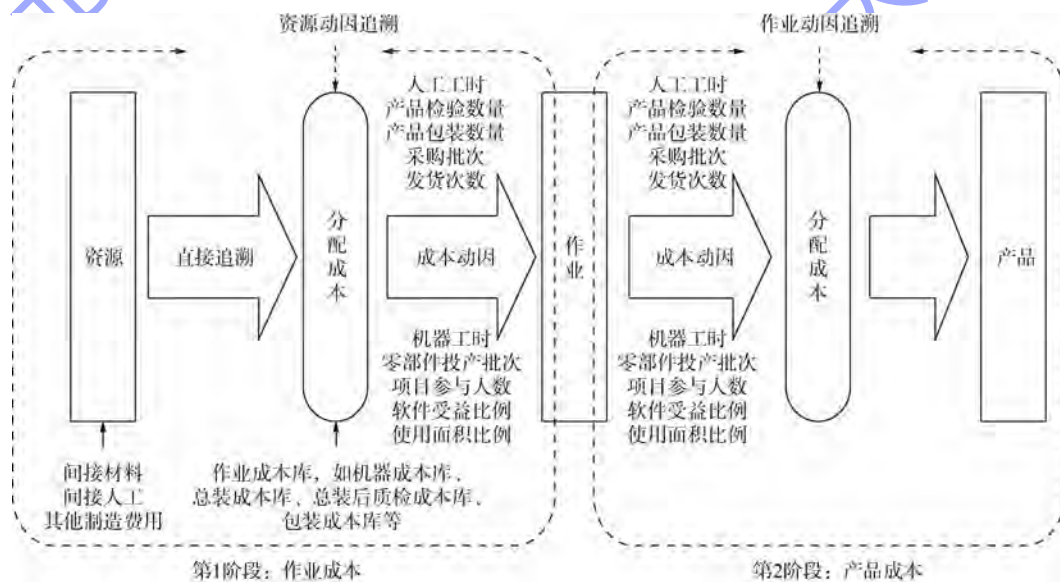 资源动因追溯
作业动因追溯
人工工时
产品检验数量
产品包装数量
采购批次
发货次数
人工工时
产品检验数量
产品包装数量
采购批次
发货次数
资源
直接追溯
分配成本
成本动因
作业
成本动因
分配成本
产品
机器工时
零部件投产批次
项目参与人数
软件受益比例
使用面积比例
机器工时
零部件投产批次
项目参与人数
软件受益比例
使用面积比例
间接材料
间接人工
其他制造费用
作业成本库，如机器成本库、
总装成本库、总装后质检成本库、
包装成本库等
第1阶段：作业成本
第2阶段：产品成本